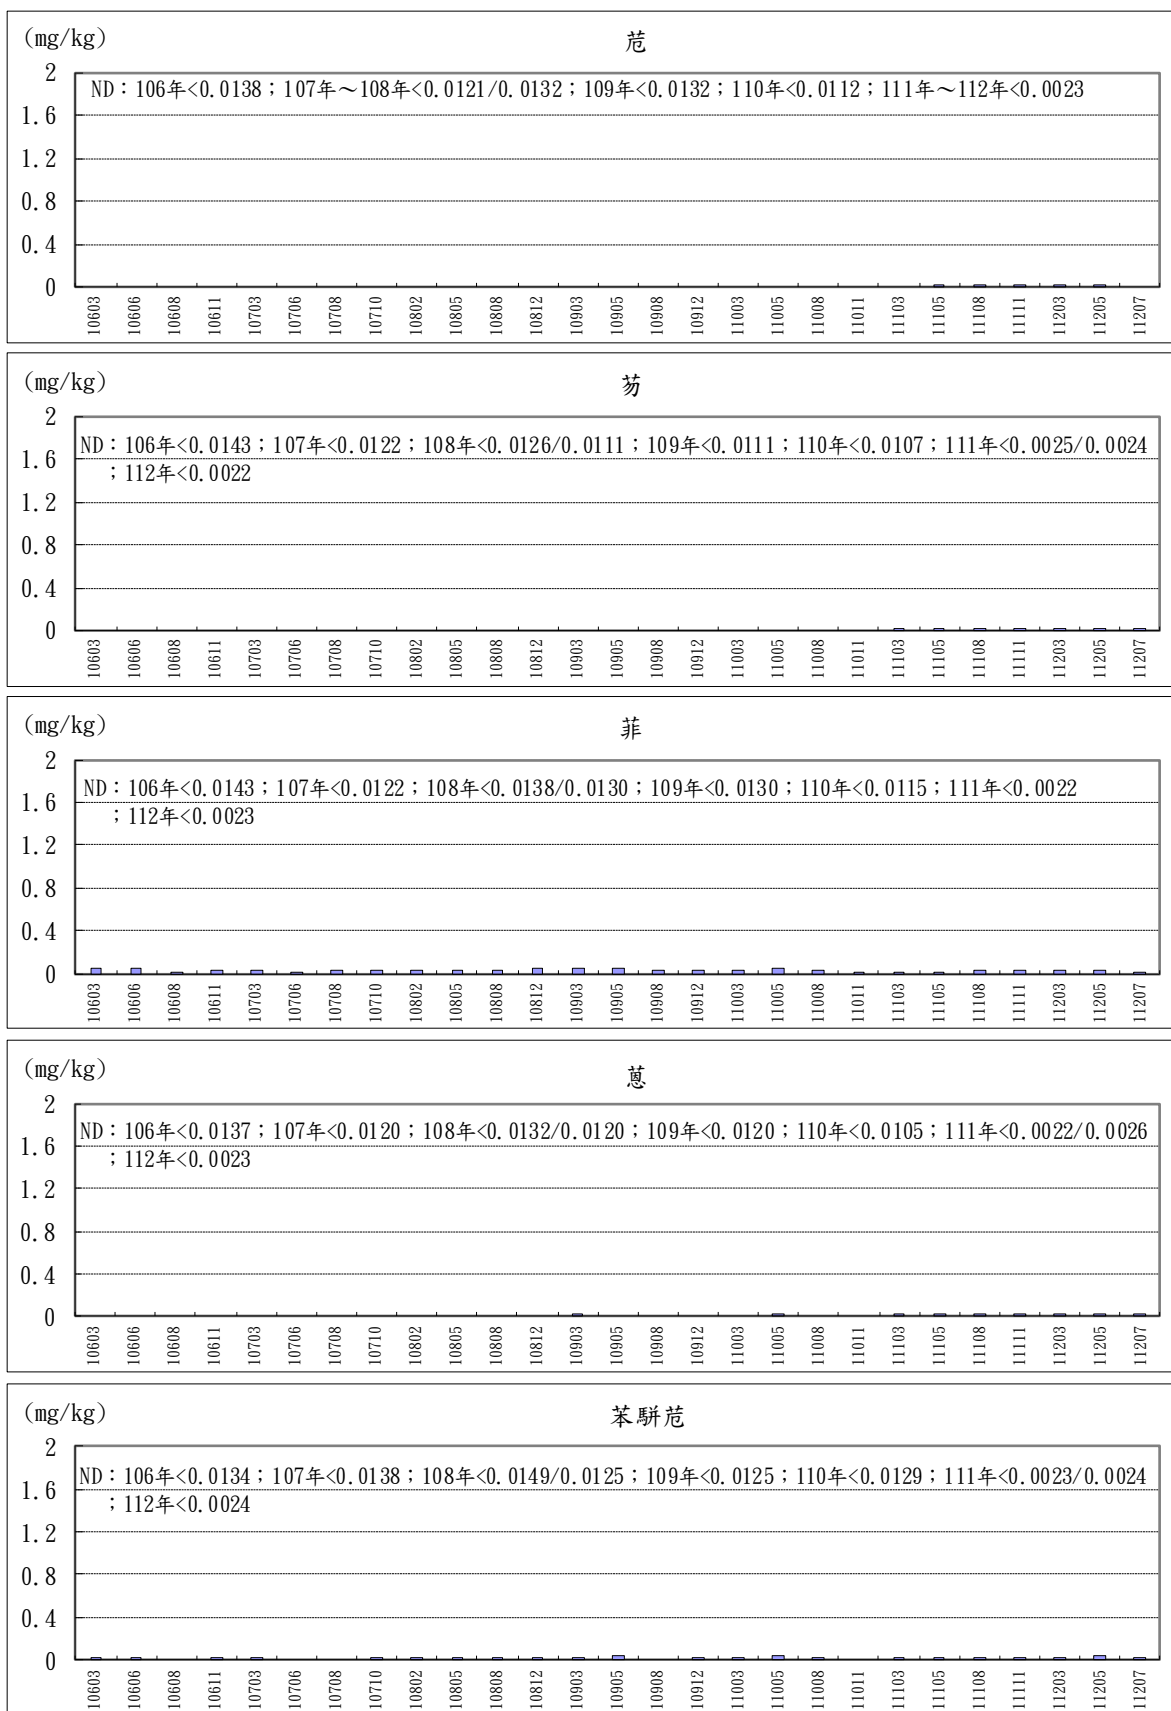 (mg/kg)
苊
2
ND：106年<0.0138；107年～108年<0.0121/0.0132；109年<0.0132；110年<0.0112；111年～112年<0.0023
1.6
1.2
0.8
0.4
0
10603 10606 10608 10611 10703 10706 10708 10710 10802 10805 10808 10812 10903 10905 10908 10912 11003 11005 11008 11011 11103 11105 11108 11111 11203 11205 11207
(mg/kg)
芴
2
ND：106年<0.0143；107年<0.0122；108年<0.0126/0.0111；109年<0.0111；110年<0.0107；111年<0.0025/0.0024
；112年<0.0022
1.6
1.2
0.8
0.4
0
10603 10606 10608 10611 10703 10706 10708 10710 10802 10805 10808 10812 10903 10905 10908 10912 11003 11005 11008 11011 11103 11105 11108 11111 11203 11205 11207
(mg/kg)
菲
2
ND：106年<0.0143；107年<0.0122；108年<0.0138/0.0130；109年<0.0130；110年<0.0115；111年<0.0022
；112年<0.0023
1.6
1.2
0.8
0.4
0
10603 10606 10608 10611 10703 10706 10708 10710 10802 10805 10808 10812 10903 10905 10908 10912 11003 11005 11008 11011 11103 11105 11108 11111 11203 11205 11207
(mg/kg)
蒽
2
ND：106年<0.0137；107年<0.0120；108年<0.0132/0.0120；109年<0.0120；110年<0.0105；111年<0.0022/0.0026
；112年<0.0023
1.6
1.2
0.8
0.4
0
10603 10606 10608 10611 10703 10706 10708 10710 10802 10805 10808 10812 10903 10905 10908 10912 11003 11005 11008 11011 11103 11105 11108 11111 11203 11205 11207
(mg/kg)
苯駢苊
2
ND：106年<0.0134；107年<0.0138；108年<0.0149/0.0125；109年<0.0125；110年<0.0129；111年<0.0023/0.0024
；112年<0.0024
1.6
1.2
0.8
0.4
0
10603 10606 10608 10611 10703 10706 10708 10710 10802 10805 10808 10812 10903 10905 10908 10912 11003 11005 11008 11011 11103 11105 11108 11111 11203 11205 11207